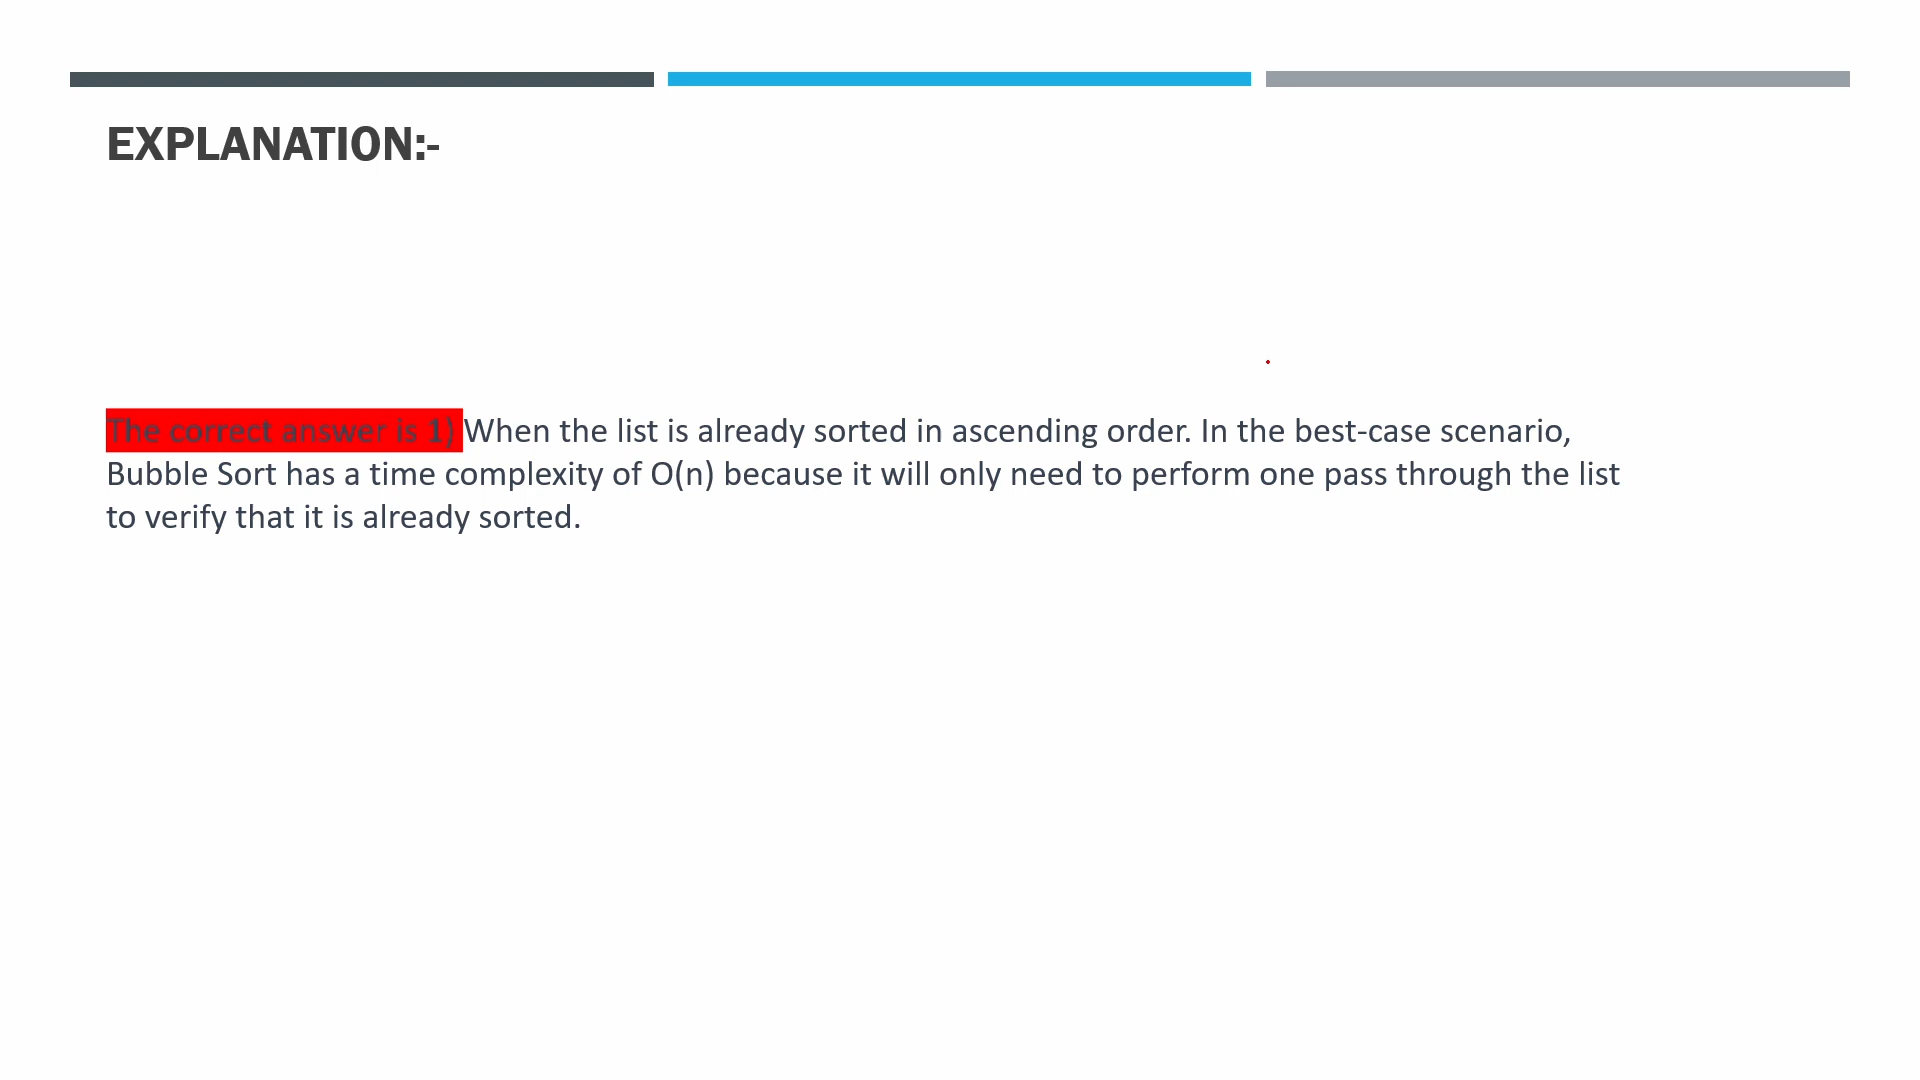 EXPLANATION:-
The correct answer is 1) When the list is already sorted in ascending order. In the best-case scenario,
Bubble Sort has a time complexity of O(n) because it will only need to perform one pass through the list
to verify that it is already sorted.